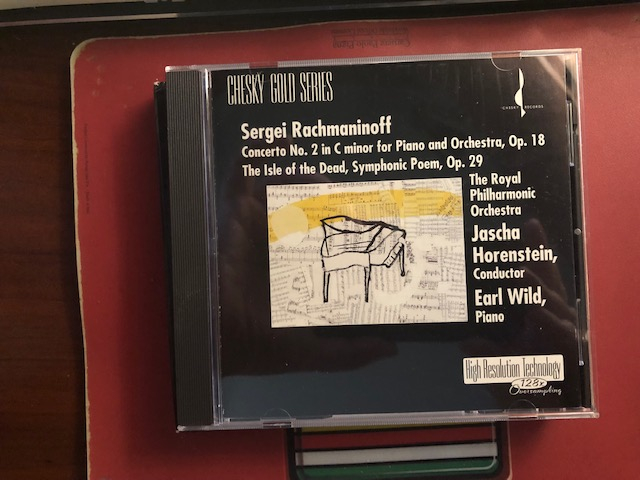 CHESKY GOLD SERIES
CHESKY RECORDS
Sergei Rachmaninoff
Concerto No. 2 in C minor for Piano and Orchestra, Op. 18
The Isle of the Dead, Symphonic Poem, Op. 29
The Royal
Philharmonic
Orchestra
Jascha
Horenstein,
Conductor
Earl Wild,
Piano
High Resolution Technology
128x
Oversampling